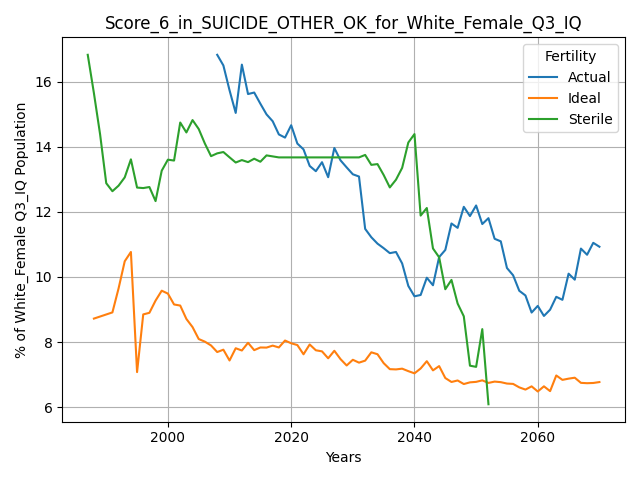 Score_6_in_SUICIDE_OTHER_OK_for_White_Female_Q3_IQ
Fertility
Actual
Ideal
Sterile
% of White_Female Q3_IQ Population
16
14
12
10
8
6
2000
2020
2040
2060
Years